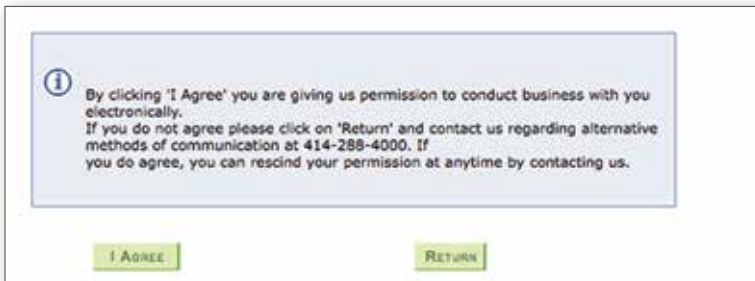 By clicking 'I Agree' you are giving us permission to conduct business with you
electronically.
If you do not agree please click on 'Return' and contact us regarding alternative
methods of communication at 414-288-4000. If
you do agree, you can rescind your permission at anytime by contacting us.
I AGREE
RETURN